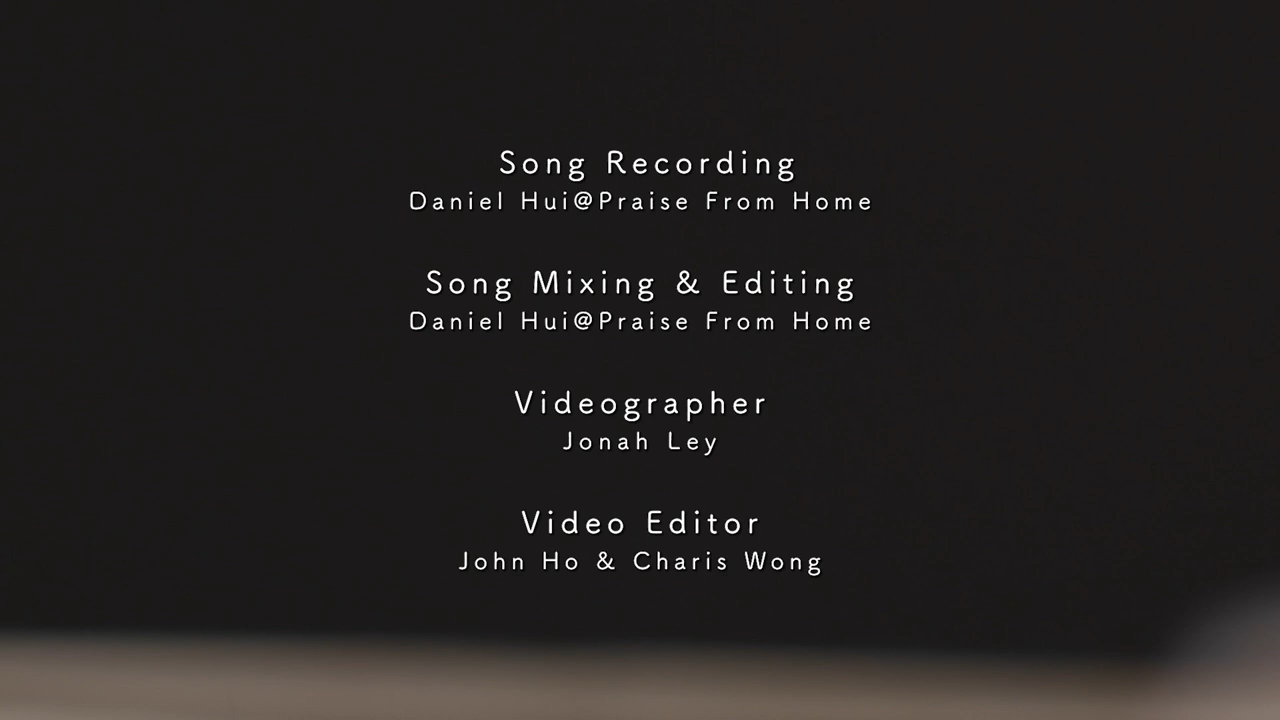 Song Recording
Daniel Hui@Praise From Home
Song Mixing & Editing
Daniel Hui@Praise From Home
Videographer
Jonah Ley
Video Editor
John Ho & Charis Wong